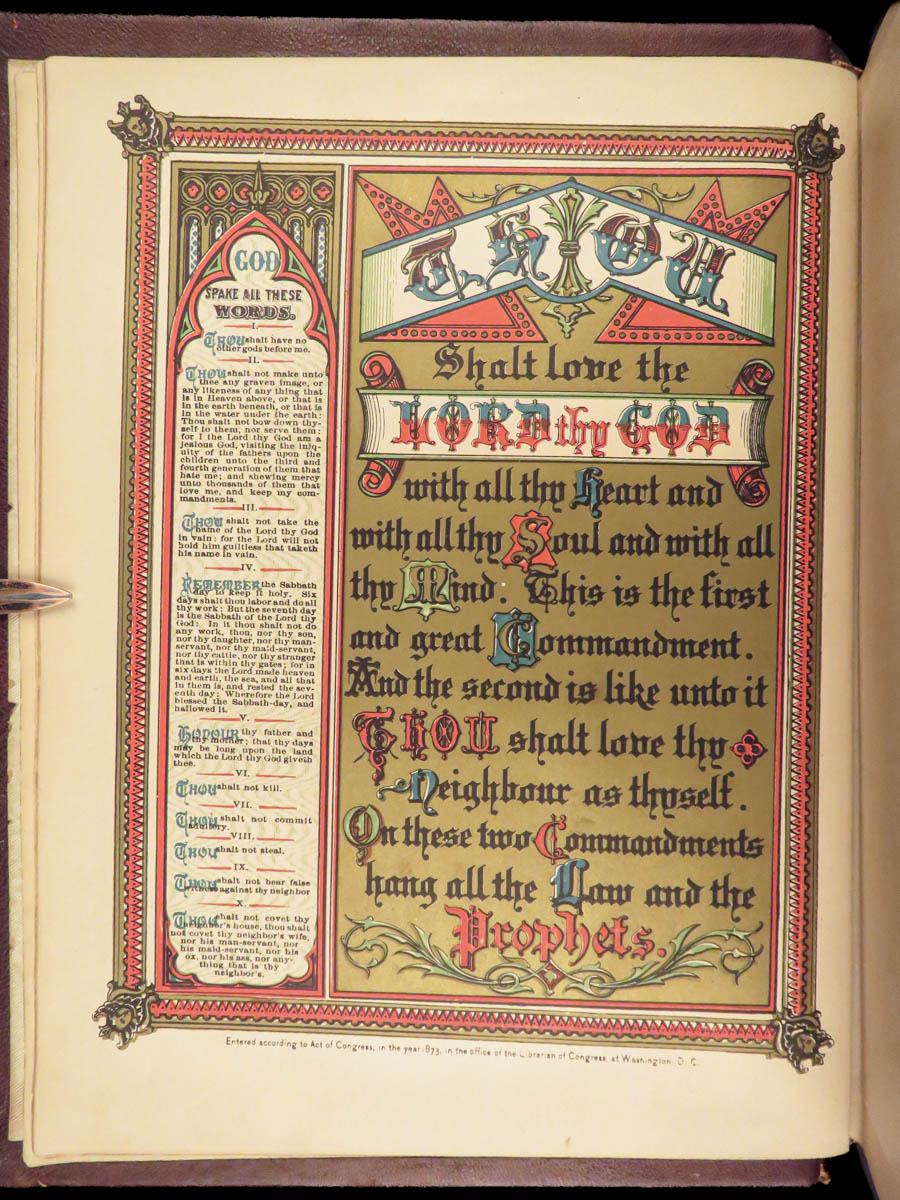 GOD
SPAKE ALL THESE
WORDS.
I.
THOU shalt have no
other gods before me.
II.
THOU shalt not make unto
thee any graven image, or
any likeness of any thing that
is in Heaven above, or that is
in the earth beneath, or that is
in the water under the earth:
Thou shalt not bow down thy-
self to them, nor serve them:
for I the Lord thy God am a
jealous God, visiting the iniq-
uity of the fathers upon the
children unto the third and
fourth generation of them that
hate me; and shewing mercy
unto thousands of them that
love me, and keep my com-
mandments.
III.
THOU shalt not take the
name of the Lord thy God
in vain: for the Lord will not
hold him guiltless that taketh
his name in vain.
IV.
REMEMBER the Sabbath
day to keep it holy. Six
days shalt thou labor and do all
thy work: But the seventh day
is the Sabbath of the Lord thy
God: In it thou shalt not do
any work, thou, nor thy son,
nor thy daughter, nor thy man-
servant, nor thy maid-servant,
nor thy cattle, nor thy stranger
that is within thy gates; for in
six days the Lord made heaven
and earth, the sea, and all that
in them is, and rested the sev-
enth day: Wherefore the Lord
blessed the Sabbath-day, and
hallowed it.
V.
HONOUR thy father and
thy mother; that thy days
may be long upon the land
which the Lord thy God giveth
thee.
VI.
THOU shalt not kill.
VII.
THOU shalt not commit
adultery.
VIII.
THOU shalt not steal.
IX.
THOU shalt not bear false
witness against thy neighbor
X.
THOU shalt not covet thy
neighbor's house, thou shalt
not covet thy neighbor's wife,
nor his man-servant, nor
his maid-servant, nor his
ox, nor his ass, nor any-
thing that is thy
neighbor's.
THOU
Shalt love the
LORD thy GOD
with all thy Heart and
with all thy Soul and with all
thy Mind. This is the first
and great Commandment.
And the second is like unto it
THOU shalt love thy
Neighbour as thyself.
On these two Commandments
hang all the Law and the
Prophets.
Entered according to Act of Congress, in the year 1873, in the office of the Librarian of Congress, at Washington, D. C.